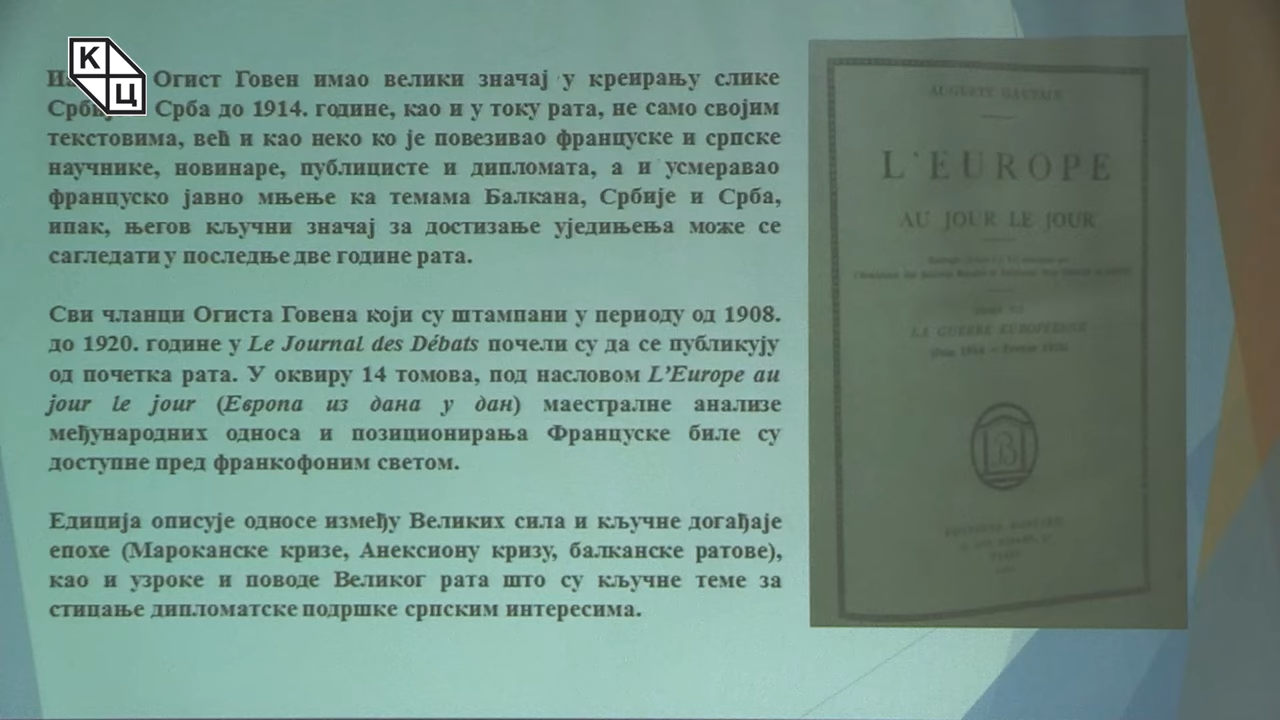 К
Ц
Огист Говен имао велики значај у креирању слике
Срба до 1914. године, као и у току рата, не само својим
текстовима, већ и као неко ко је повезивао француске и српске
научнике, новинаре, публицисте и дипломата, а и усмеравао
француско јавно мњење ка темама Балкана, Србије и Срба,
ипак, његов кључни значај за достизање уједињења може се
сагледати у последње две године рата.
Сви чланци Огиста Говена који су штампани у периоду од 1908.
до 1920. године у Le Journal des Débats почели су да се публикују
од почетка рата. У оквиру 14 томова, под насловом L’Europe au
jour le jour (Европа из дана у дан) маестралне анализе
међународних односа и позиционирања Француске биле су
доступне пред франкофоним светом.
Едиција описује односе између Великих сила и кључне догађаје
епохе (Мароканске кризе, Анексиону кризу, балканске ратове),
као и узроке и поводе Великог рата што су кључне теме за
стицање дипломатске подршке српским интересима.
AUGUSTE GAUVAIN
L'EUROPE
AU JOUR LE JOUR
LA GUERRE EUROPÉENNE